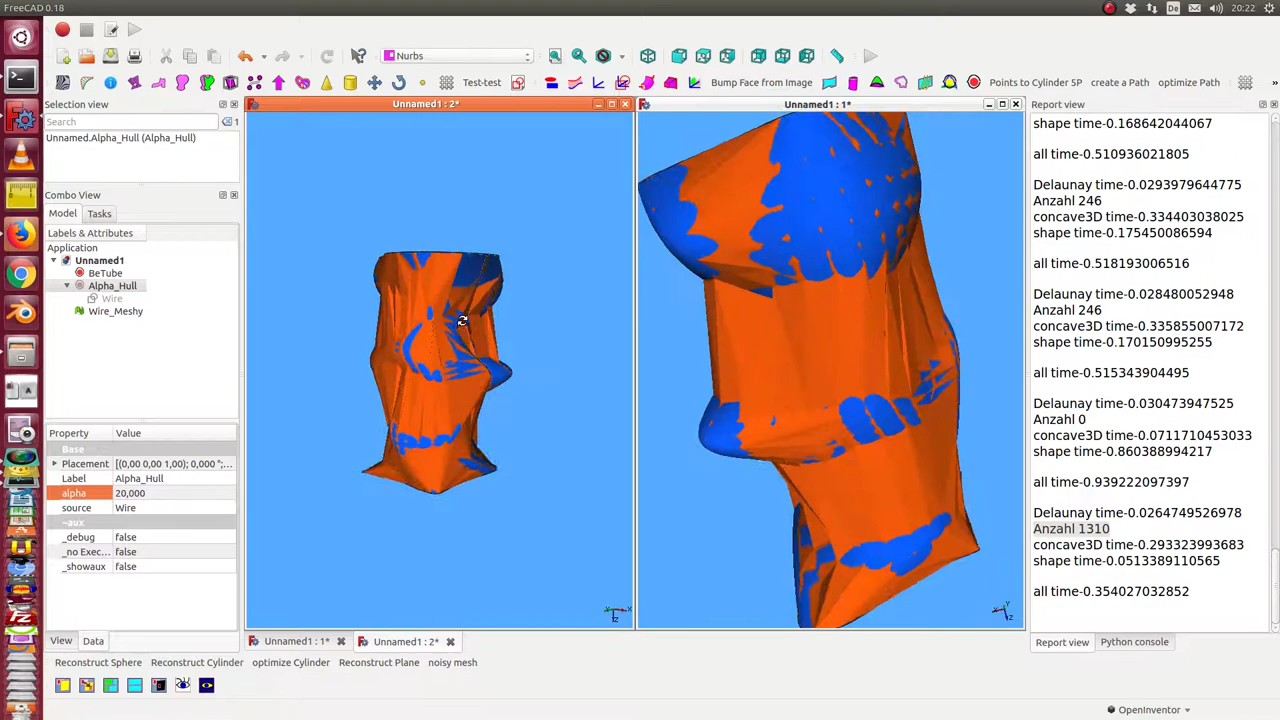 FreeCAD 0.18
De
20:22
Nurbs
Test-test
Bump Face from Image
Points to Cylinder 5P
create a Path
optimize Path
»
Selection view
Search
1
Unnamed.Alpha_Hull (Alpha_Hull)
Combo View
Model
Tasks
Labels & Attributes
Application
Unnamed1
BeTube
Alpha_Hull
Wire
Wire_Meshy
Property
Value
Base
Placement
[(0,00 0,00 1,00); 0,000 °;...
Label
Alpha_Hull
alpha
20,000
source
Wire
~aux
_debug
false
_no Exec...
false
_showaux
false
View
Data
Unnamed1 : 2*
Unnamed1 : 1*
Unnamed1 : 1*
Unnamed1 : 2*
Report view
shape time-0.168642044067
all time-0.510936021805
Delaunay time-0.0293979644775
Anzahl 246
concave3D time-0.334403038025
shape time-0.175450086594
all time-0.518193006516
Delaunay time-0.028480052948
Anzahl 246
concave3D time-0.335855007172
shape time-0.170150995255
all time-0.515343904495
Delaunay time-0.030473947525
Anzahl 0
concave3D time-0.0711710453033
shape time-0.860388994217
all time-0.939222097397
Delaunay time-0.0264749526978
Anzahl 1310
concave3D time-0.293323993683
shape time-0.0513389110565
all time-0.354027032852
Report view
Python console
Reconstruct Sphere
Reconstruct Cylinder
optimize Cylinder
Reconstruct Plane
noisy mesh
OpenInventor